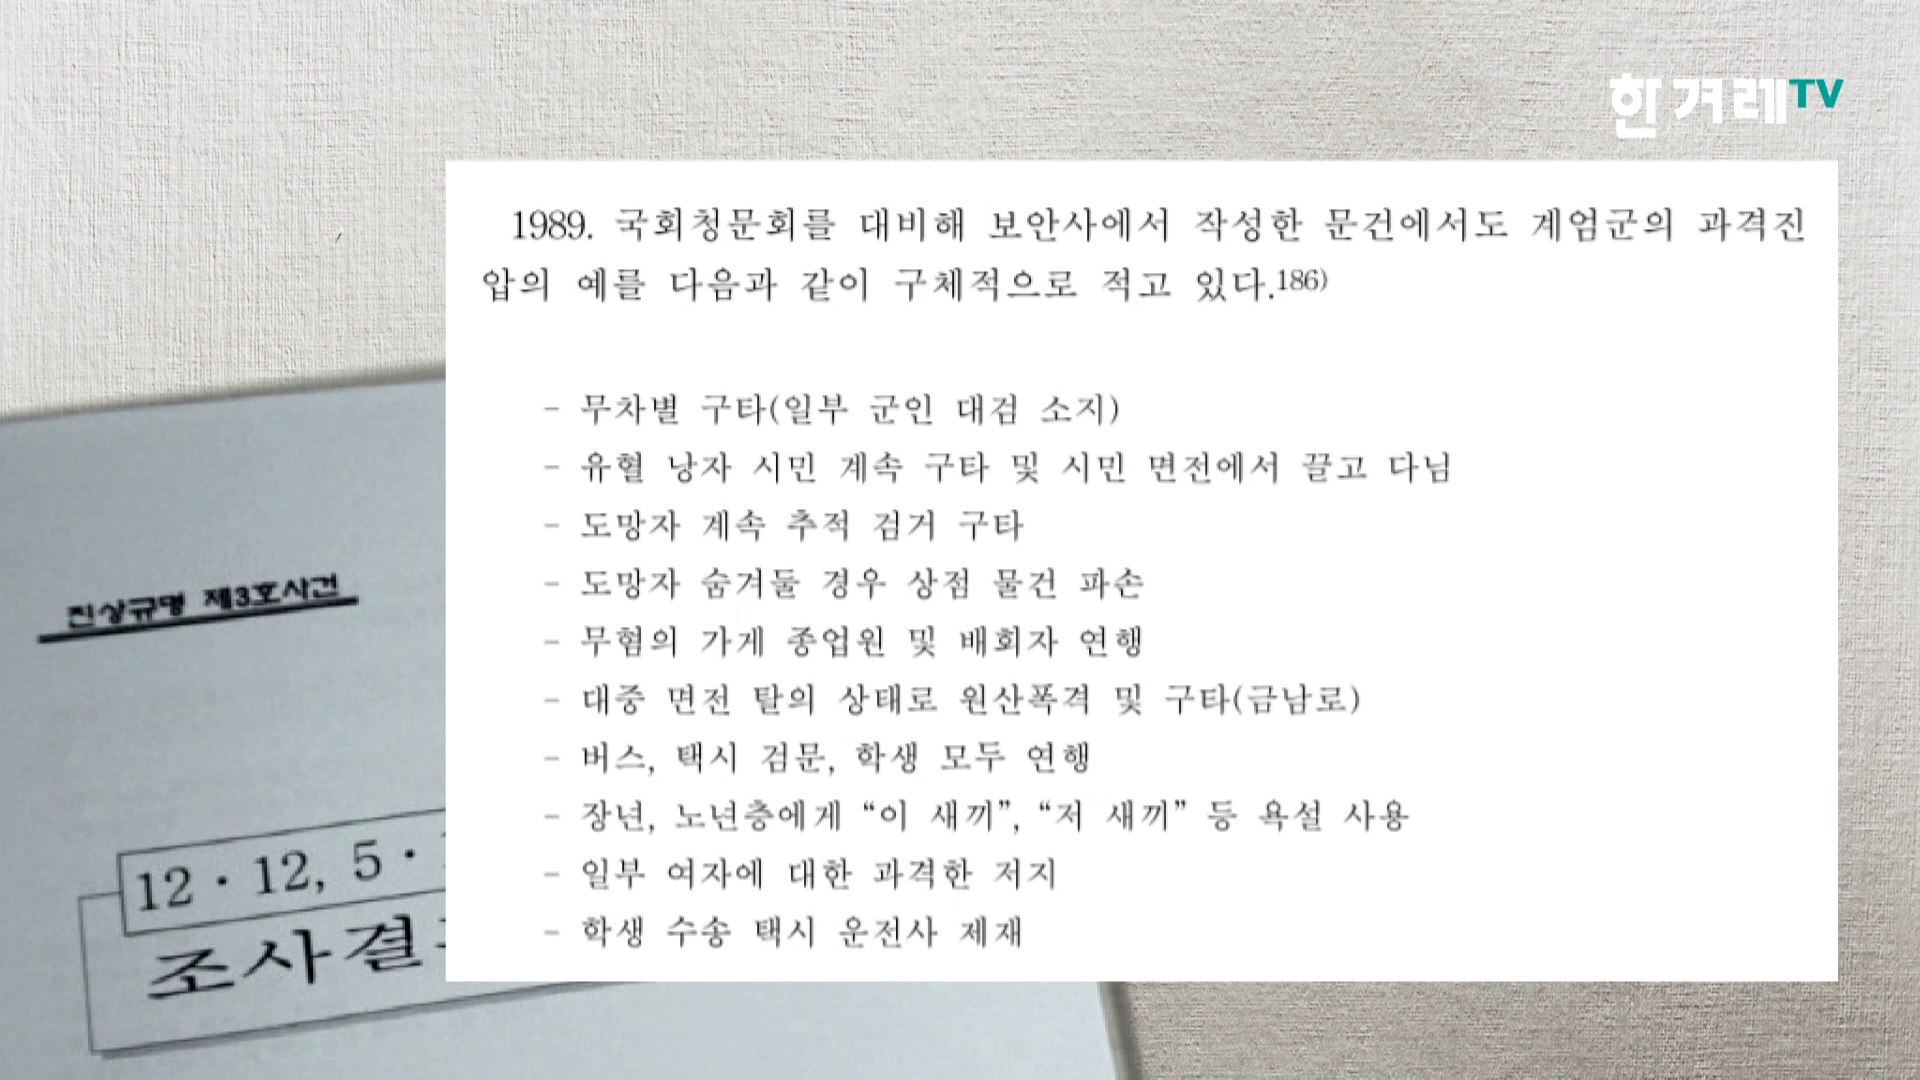 한겨레TV
1989. 국회청문회를 대비해 보안사에서 작성한 문건에서도 계엄군의 과격진
압의 예를 다음과 같이 구체적으로 적고 있다.186)
- 무차별 구타(일부 군인 대검 소지)
- 유혈 낭자 시민 계속 구타 및 시민 면전에서 끌고 다님
- 도망자 계속 추적 검거 구타
- 도망자 숨겨둘 경우 상점 물건 파손
- 무혐의 가게 종업원 및 배회자 연행
- 대중 면전 탈의 상태로 원산폭격 및 구타(금남로)
- 버스, 택시 검문, 학생 모두 연행
- 장년, 노년층에게 “이 새끼”, “저 새끼” 등 욕설 사용
- 일부 여자에 대한 과격한 저지
- 학생 수송 택시 운전사 제재
진상규명 제3호사건
12·12, 5·
조사결